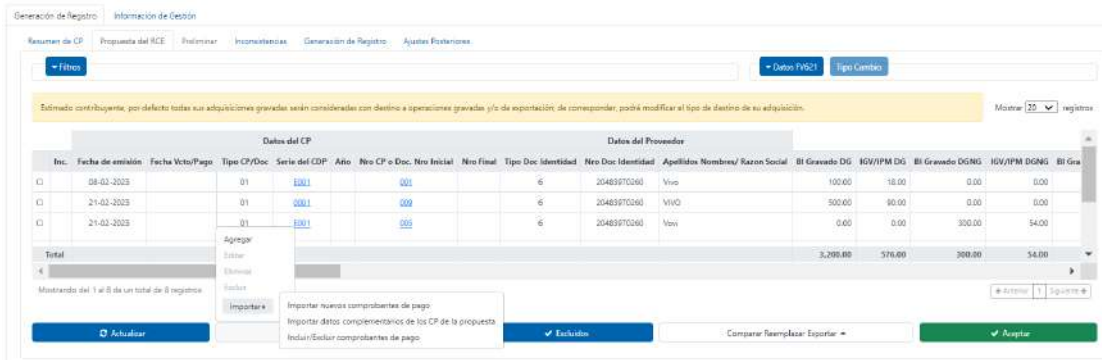 Generación de Registro Información de Gestión
Resumen de CP Propuesta del RCE Preliminar Inconsistencias Generación de Registro Ajustes Posteriores
Filtros Datos FV621 Tipo Cambio
Estimado contribuyente, por defecto todas sus adquisiciones gravadas serán consideradas con destino a operaciones gravadas y/o de exportación; de corresponder, podrá modificar el tipo de destino de su adquisición. Mostrar 20 registros
Datos del CP Datos del Proveedor
Inc. Fecha de emisión Fecha Vcto/Pago Tipo CP/Doc Serie del CDP Año Nro CP o Doc. Nro Inicial Nro Final Tipo Doc Identidad Nro Doc Identidad Apellidos Nombres/ Razon Social BI Gravado DG IGV/IPM DG BI Gravado DGNG IGV/IPM DGNG BI Gra
08-02-2023 01 E001 001 6 20483970260 Vivo 100.00 18.00 0.00 0.00
21-02-2023 01 0001 009 6 20483970260 VIVO 500.00 90.00 0.00 0.00
21-02-2023 01 E001 005 6 20483970260 0.00 0.00 300.00 54.00
Total 3,200.00 576.00 300.00 54.00
Agregar
Editar
Eliminar
Excluir
Importar
Importar nuevos comprobantes de pago
Importar datos complementarios de los CP de la propuesta
Incluir/Excluir comprobantes de pago
Mostrando del 1 al 8 de un total de 8 registros Anterior 1 Siguiente
Actualizar Excluidos Comparar Reemplazar Exportar Aceptar